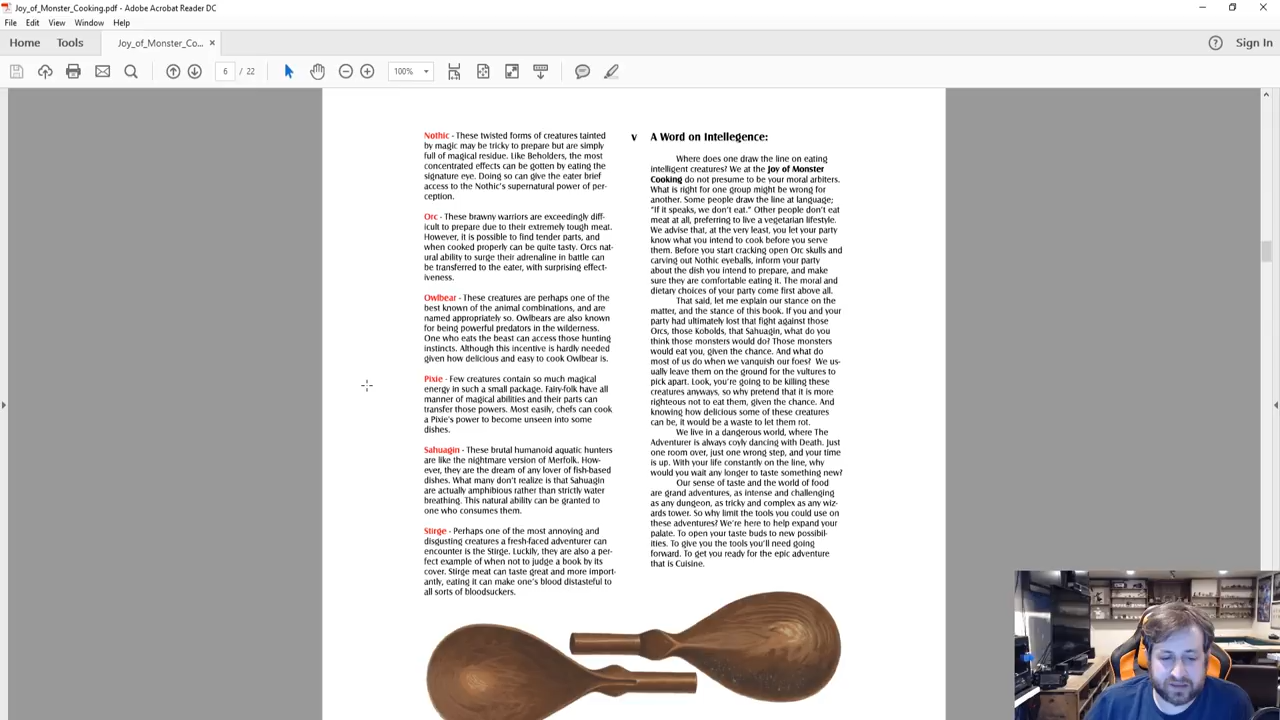 Joy_of_Monster_Cooking.pdf - Adobe Acrobat Reader DC
File Edit View Window Help
Home Tools Joy_of_Monster_Co... × Sign In
6 / 22 100%
Nothic - These twisted forms of creatures tainted
by magic may be tricky to prepare but are simply
full of magical residue. Like Beholders, the most
concentrated effects can be gotten by eating the
signature eye. Doing so can give the eater brief
access to the Nothic's supernatural power of per-
ception.
Orc - These brawny warriors are exceedingly diff-
icult to prepare due to their extremely tough meat.
However, it is possible to find tender parts, and
when cooked properly can be quite tasty. Orcs nat-
ural ability to surge their adrenaline in battle can
be transferred to the eater, with surprising effect-
iveness.
Owlbear - These creatures are perhaps one of the
best known of the animal combinations, and are
named appropriately so. Owlbears are also known
for being powerful predators in the wilderness.
One who eats the beast can access those hunting
instincts. Although this incentive is hardly needed
given how delicious and easy to cook Owlbear is.
Pixie - Few creatures contain so much magical
energy in such a small package. Fairy-folk have all
manner of magical abilities and their parts can
transfer those powers. Most easily, chefs can cook
a Pixie's power to become unseen into some
dishes.
Sahuagin - These brutal humanoid aquatic hunters
are like the nightmare version of Merfolk. How-
ever, they are the dream of any lover of fish-based
dishes. What many don't realize is that Sahuagin
are actually amphibious rather than strictly water
breathing. This natural ability can be granted to
one who consumes them.
Stirge - Perhaps one of the most annoying and
disgusting creatures a fresh-faced adventurer can
encounter is the Stirge. Luckily, they are also a per-
fect example of when not to judge a book by its
cover. Stirge meat can taste great and more import-
antly, eating it can make one's blood distasteful to
all sorts of bloodsuckers.
v A Word on Intellegence:
Where does one draw the line on eating
intelligent creatures? We at the Joy of Monster
Cooking do not presume to be your moral arbiters.
What is right for one group might be wrong for
another. Some people draw the line at language;
"If it speaks, we don't eat." Other people don't eat
meat at all, preferring to live a vegetarian lifestyle.
We advise that, at the very least, you let your party
know what you intend to cook before you serve
them. Before you start cracking open Orc skulls and
carving out Nothic eyeballs, inform your party
about the dish you intend to prepare, and make
sure they are comfortable eating it. The moral and
dietary choices of your party come first above all.
That said, let me explain our stance on the
matter, and the stance of this book. If you and your
party had ultimately lost that fight against those
Orcs, those Kobolds, that Sahuagin, what do you
think those monsters would do? Those monsters
would eat you, given the chance. And what do
most of us do when we vanquish our foes? We us-
ually leave them on the ground for the vultures to
pick apart. Look, you're going to be killing these
creatures anyways, so why pretend that it is more
righteous not to eat them, given the chance. And
knowing how delicious some of these creatures
can be, it would be a waste to let them rot.
We live in a dangerous world, where The
Adventurer is always coyly dancing with Death. Just
one room over, just one wrong step, and your time
is up. With your life constantly on the line, why
would you wait any longer to taste something new?
Our sense of taste and the world of food
are grand adventures, as intense and challenging
as any dungeon, as tricky and complex as any wiz-
ards tower. So why limit the tools you could use on
these adventures? We're here to help expand your
palate. To open your taste buds to new possibil-
ities. To give you the tools you'll need going
forward. To get you ready for the epic adventure
that is Cuisine.